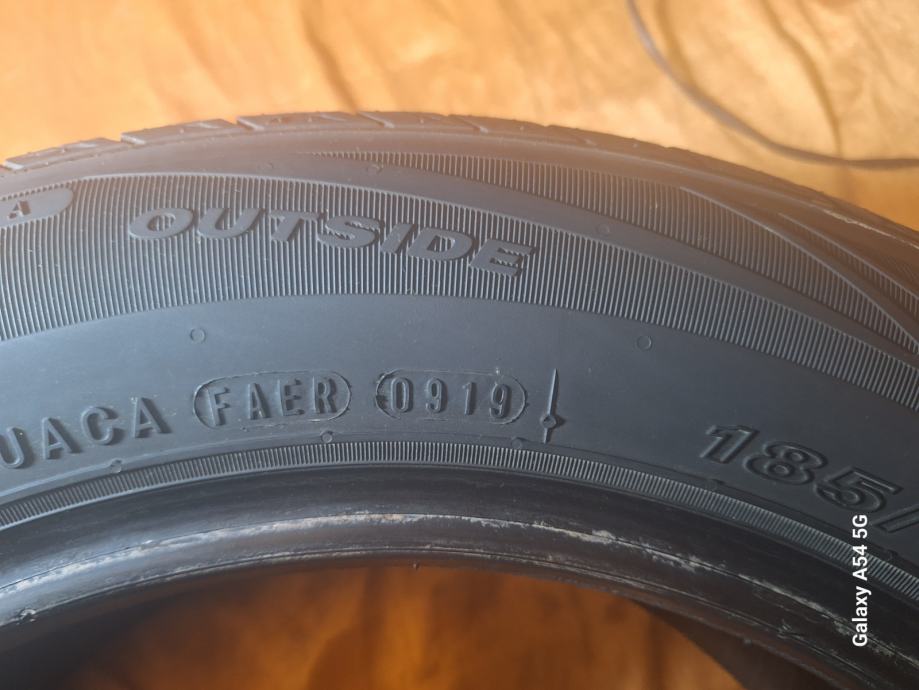 A
OUTSIDE
UACA FAER 0919
185/
Galaxy A54 5G